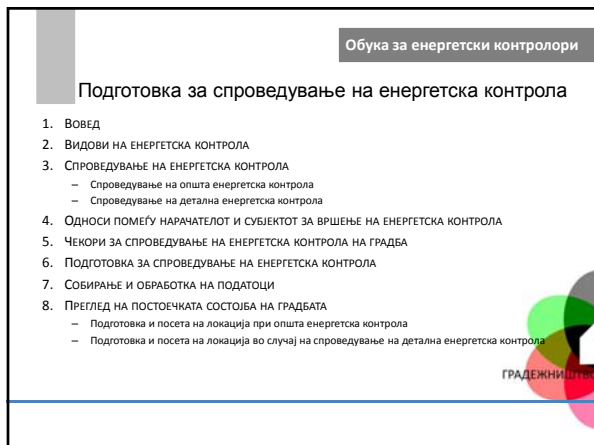 Обука за енергетски контролори
Подготовка за спроведување на енергетска контрола
1. Вовед
2. Видови на енергетска контрола
3. Спроведување на енергетска контрола
– Спроведување на општа енергетска контрола
– Спроведување на детална енергетска контрола
4. Односи помеѓу нарачателот и субјектот за вршење на енергетска контрола
5. Чекори за спроведување на енергетска контрола на градба
6. Подготовка за спроведување на енергетска контрола
7. Собирање и обработка на податоци
8. Преглед на постоечката состојба на градбата
– Подготовка и посета на локација при општа енергетска контрола
– Подготовка и посета на локација во случај на спроведување на детална енергетска контрола
ГРАДЕЖНИШТВО